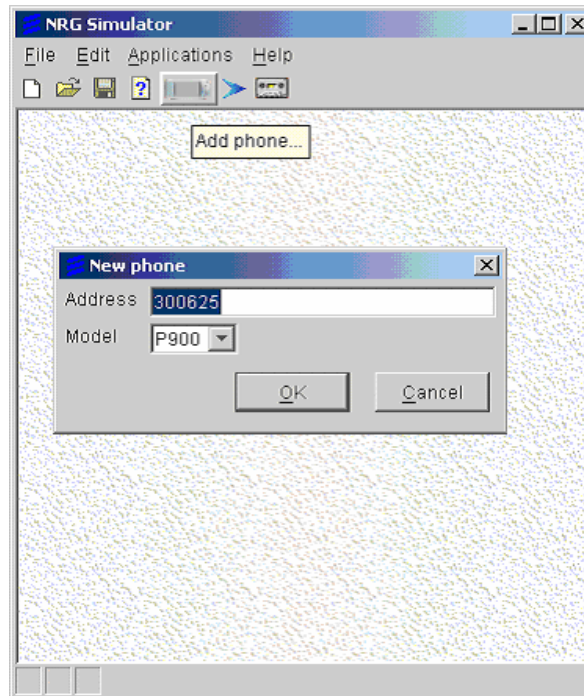 NRG Simulator
File Edit Applications Help
Add phone...
New phone
Address 300625
Model P900
OK Cancel